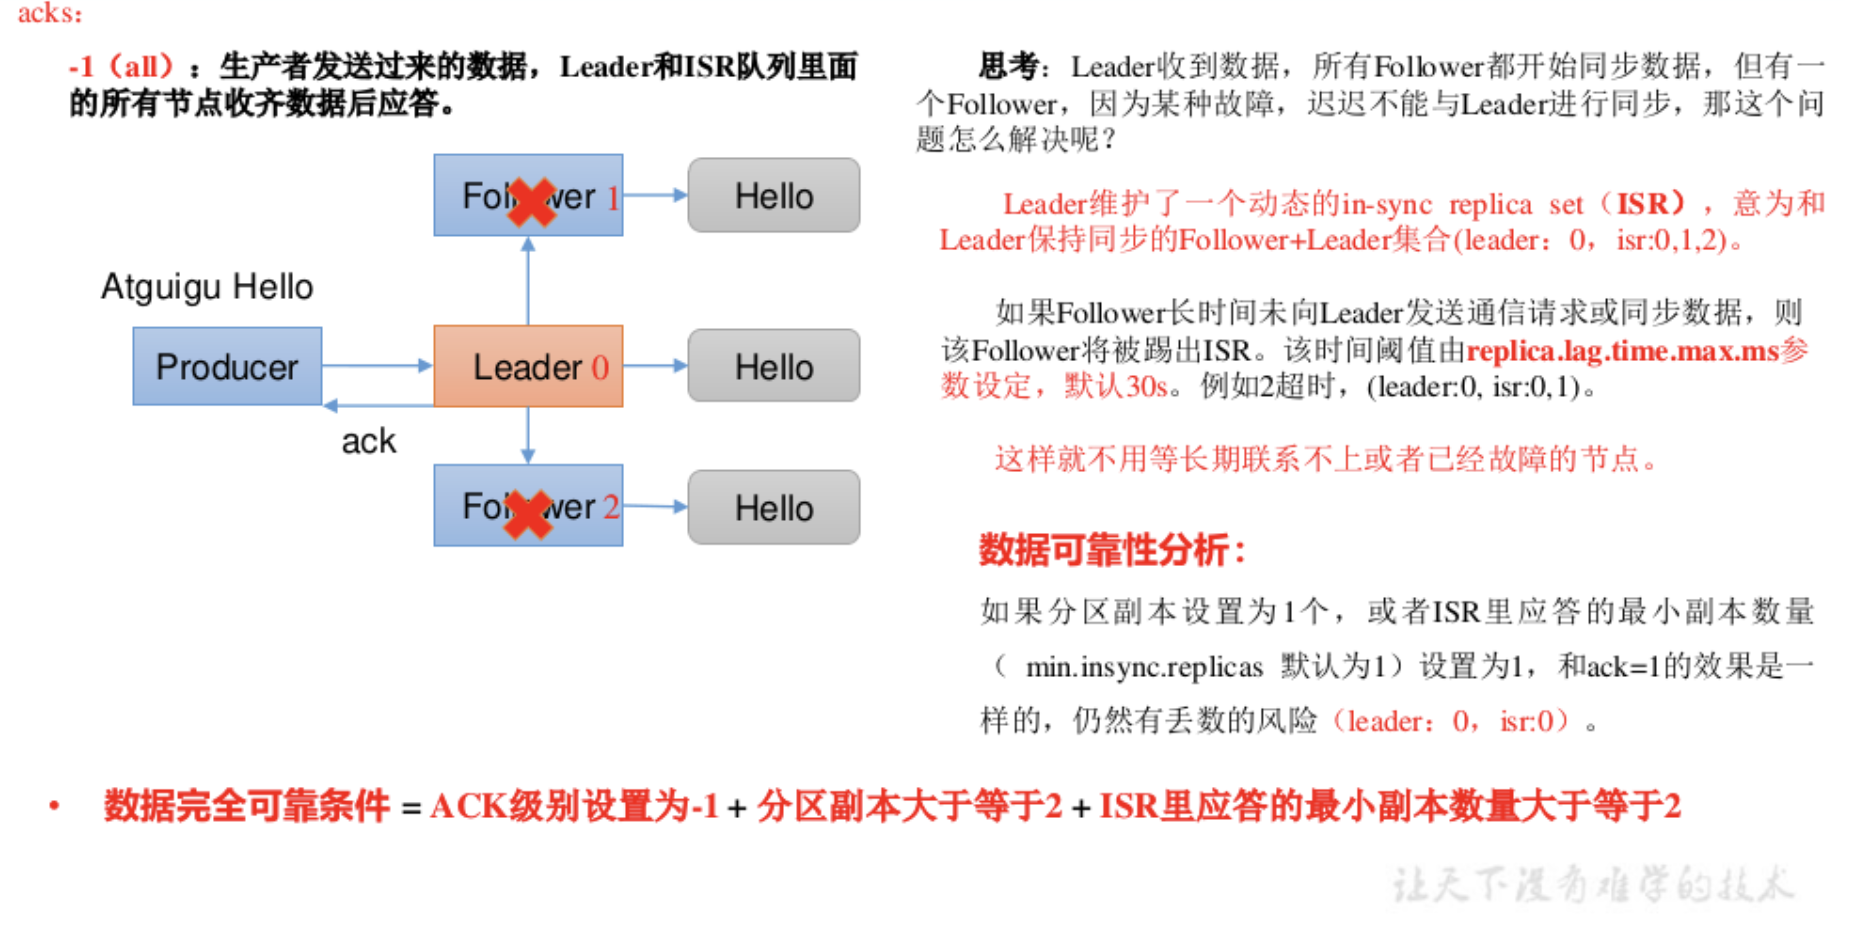 acks：
-1（all）：生产者发送过来的数据，Leader和ISR队列里面
的所有节点收齐数据后应答。
Follower 1
Hello
Atguigu Hello
Producer
Leader 0
Hello
ack
Follower 2
Hello
思考：Leader收到数据，所有Follower都开始同步数据，但有一
个Follower，因为某种故障，迟迟不能与Leader进行同步，那这个问
题怎么解决呢？
Leader维护了一个动态的in-sync replica set（ISR），意为和
Leader保持同步的Follower+Leader集合(leader：0，isr:0,1,2)。
如果Follower长时间未向Leader发送通信请求或同步数据，则
该Follower将被踢出ISR。该时间阈值由replica.lag.time.max.ms参
数设定，默认30s。例如2超时，(leader:0, isr:0,1)。
这样就不用等长期联系不上或者已经故障的节点。
数据可靠性分析：
如果分区副本设置为1个，或者ISR里应答的最小副本数量
（ min.insync.replicas 默认为1）设置为1，和ack=1的效果是一
样的，仍然有丢数的风险（leader：0，isr:0）。
• 数据完全可靠条件 = ACK级别设置为-1 + 分区副本大于等于2 + ISR里应答的最小副本数量大于等于2
让天下没有难学的技术